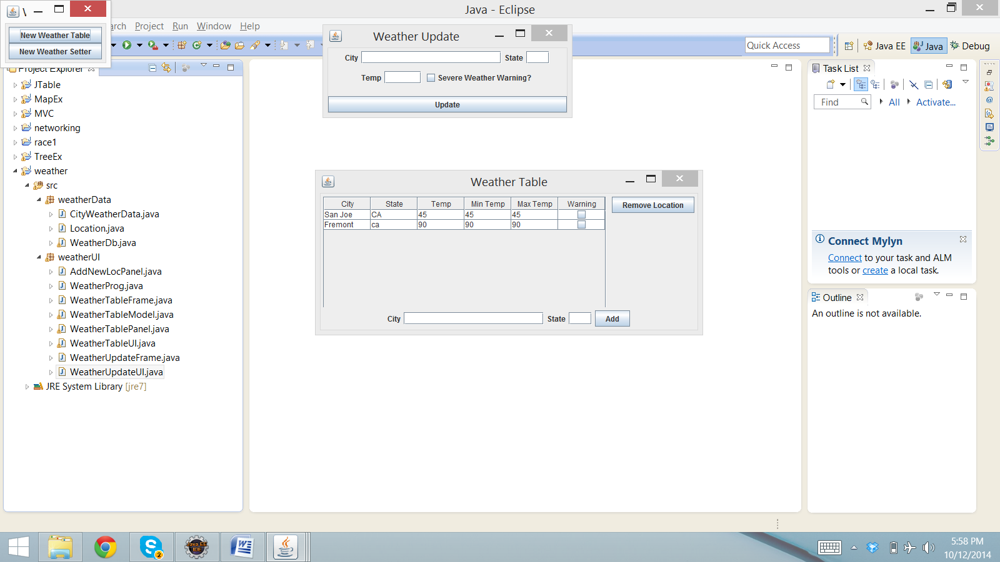 Java - Eclipse
\
New Weather Table
New Weather Setter
arch Project Run Window Help
Quick Access
Java EE Java Debug
Project Explorer
JTable
MapEx
MVC
networking
race1
TreeEx
weather
src
weatherData
CityWeatherData.java
Location.java
WeatherDb.java
weatherUI
AddNewLocPanel.java
WeatherProg.java
WeatherTableFrame.java
WeatherTableModel.java
WeatherTablePanel.java
WeatherTableUI.java
WeatherUpdateFrame.java
WeatherUpdateUI.java
JRE System Library [jre7]
Weather Update
City State
Temp Severe Weather Warning?
Update
Weather Table
City State Temp Min Temp Max Temp Warning
San Joe CA 45 45 45
Fremont ca 90 90 90
Remove Location
City State Add
Task List
Find All Activate...
Connect Mylyn
Connect to your task and ALM
tools or create a local task.
Outline
An outline is not available.
2
Java EE
IDE
5:58 PM
10/12/2014